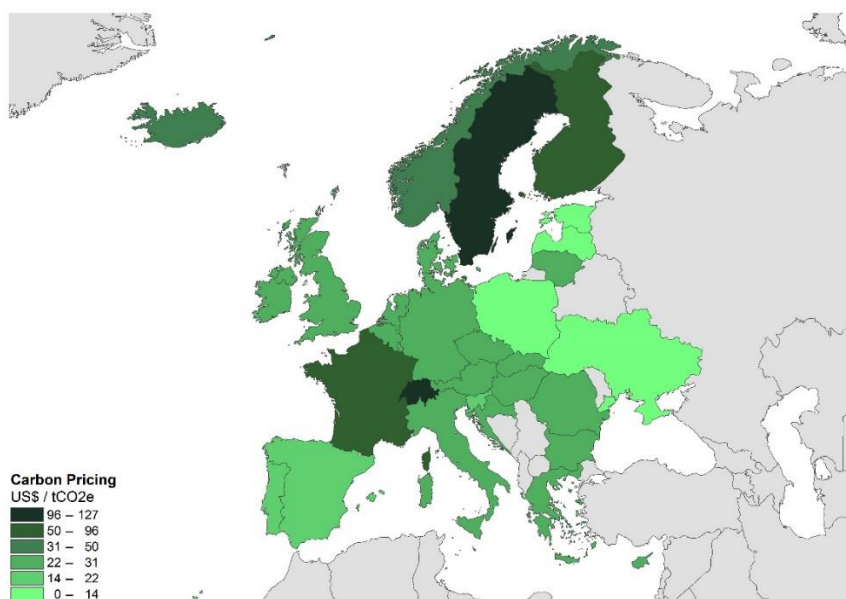 Carbon Pricing
US$ / tCO2e
96 – 127
50 – 96
31 – 50
22 – 31
14 – 22
0 – 14